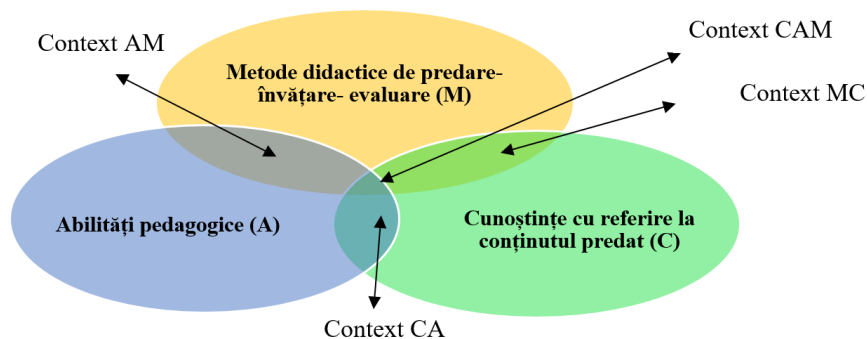 Context AM
Context CAM
Metode didactice de predare-
învățare- evaluare (M)
Context MC
Abilități pedagogice (A)
Cunoștințe cu referire la
conținutul predat (C)
Context CA